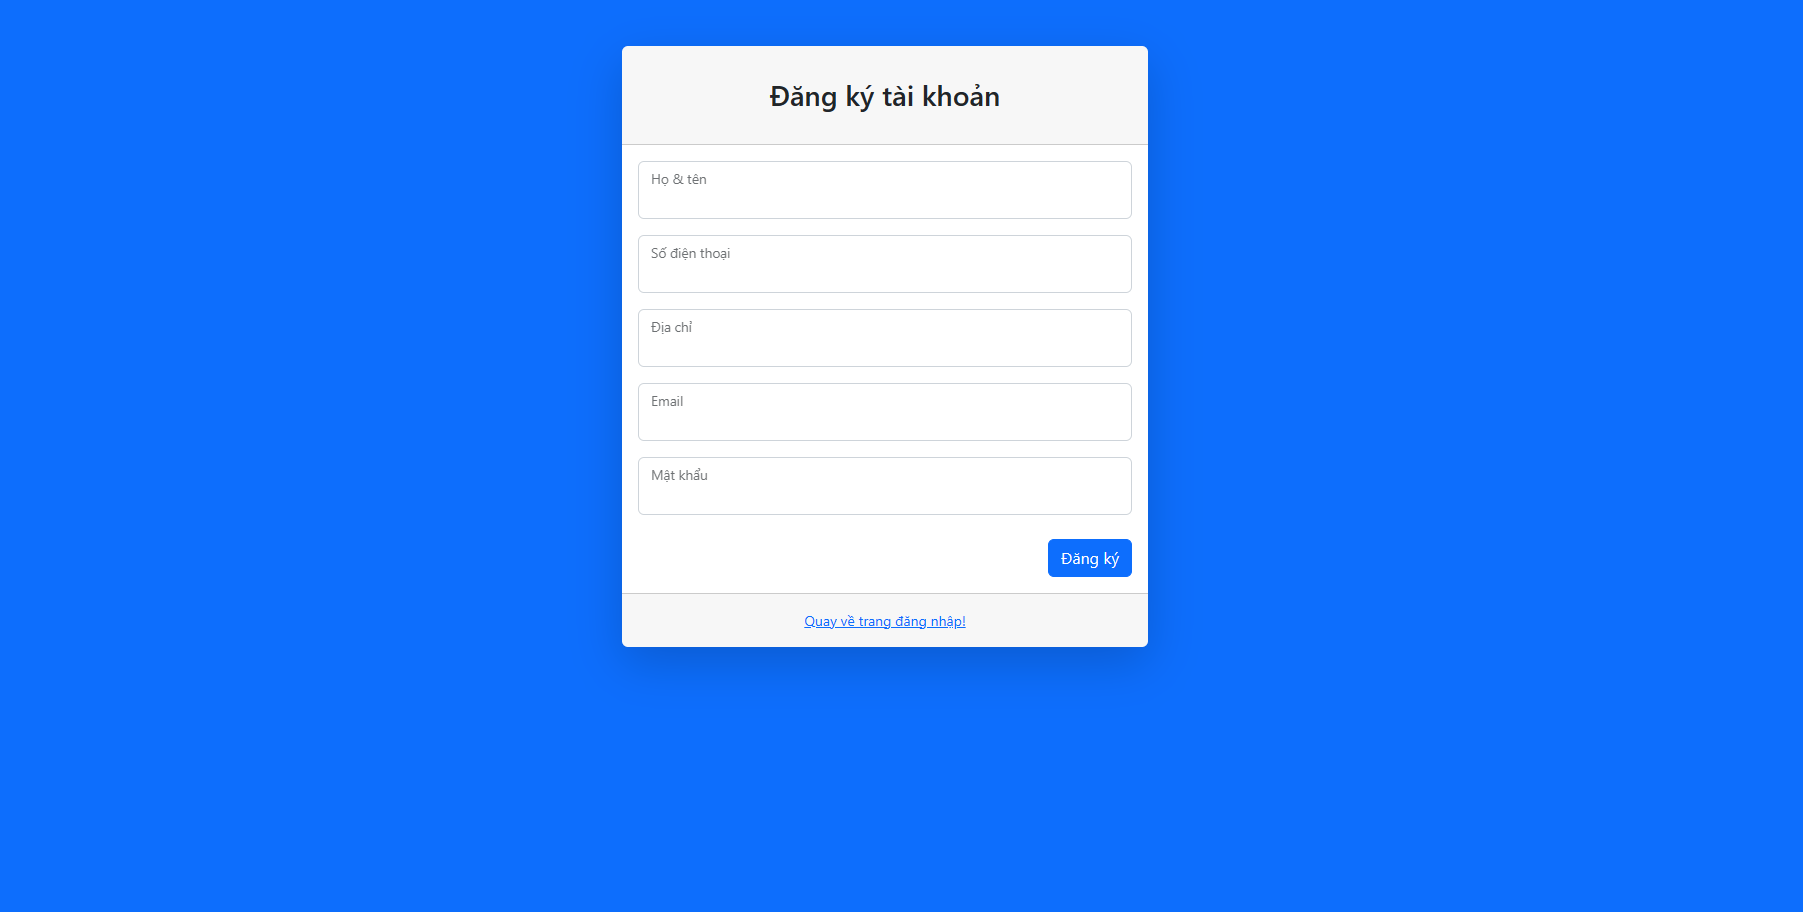 Đăng ký tài khoản
Họ & tên
Số điện thoại
Địa chỉ
Email
Mật khẩu
Đăng ký
Quay về trang đăng nhập!